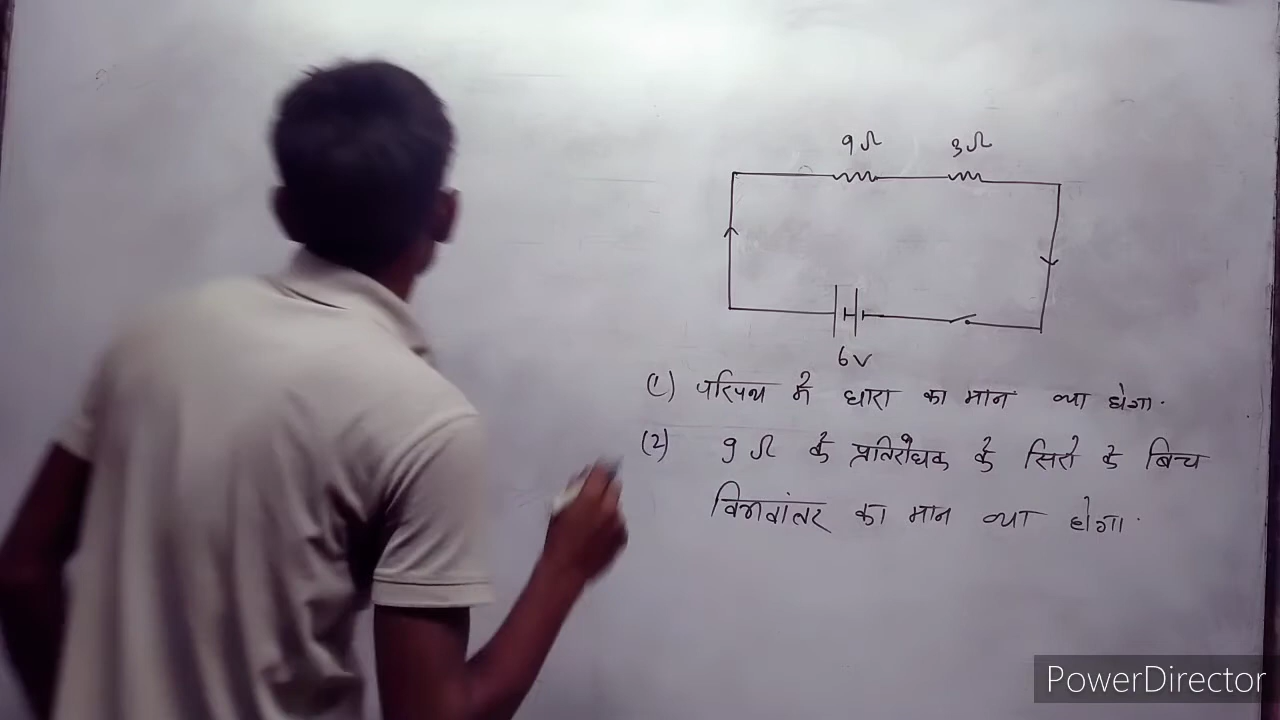 9Ω 3Ω
6V
(1) परिपथ में धारा का मान क्या होगा.
(2) 9Ω के प्रतिरोधक के सिरो के बिच
विभवांतर का मान क्या होगा.
PowerDirector